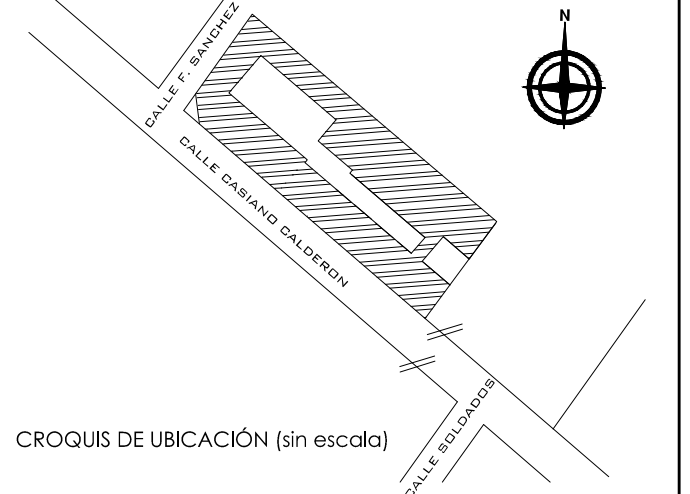 N
CALLE F. SANCHEZ
CALLE CASIANO CALDERON
CALLE SOLDADOS
CROQUIS DE UBICACIÓN (sin escala)